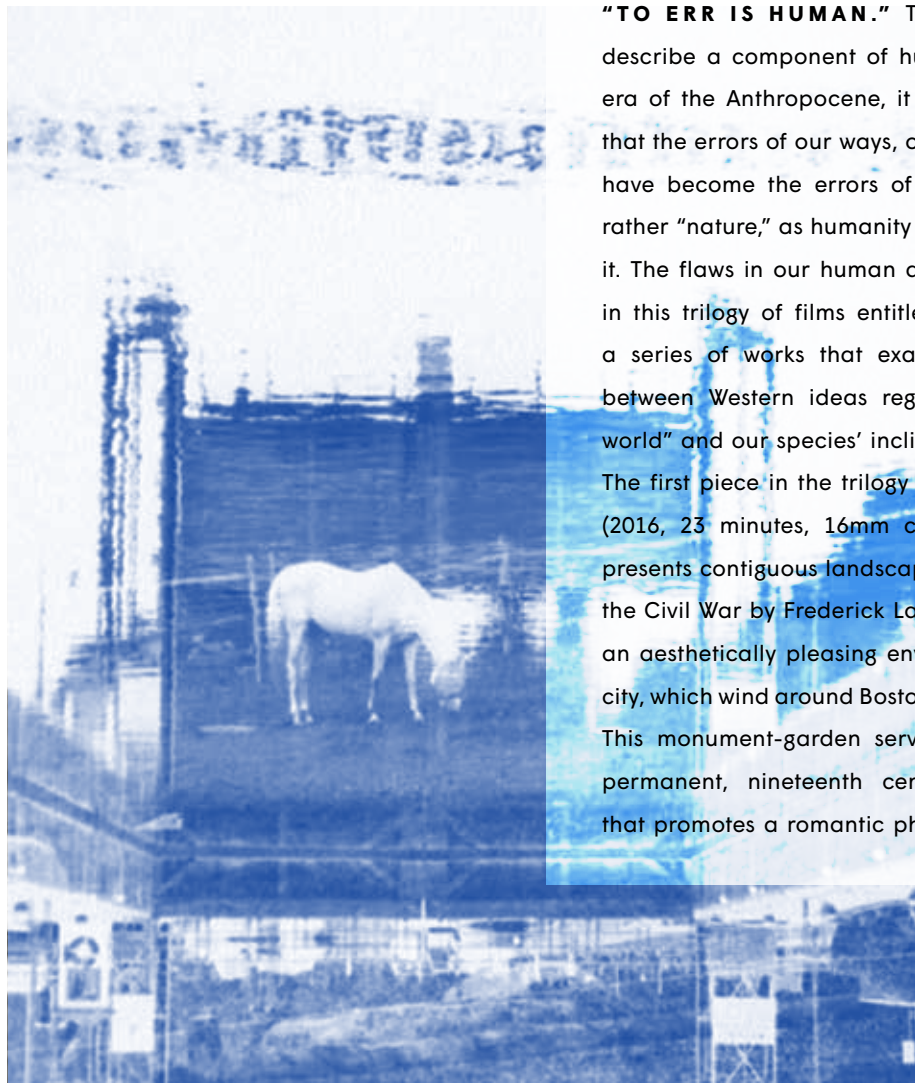 “TO ERR IS HUMAN.” T
describe a component of hu
era of the Anthropocene, it
that the errors of our ways,
have become the errors of
rather “nature,” as humanity
it. The flaws in our human
in this trilogy of films entitle
a series of works that exa
between Western ideas reg
world” and our species’ incli
The first piece in the trilogy
(2016, 23 minutes, 16mm c
presents contiguous landscap
the Civil War by Frederick La
an aesthetically pleasing env
city, which wind around Bosto
This monument-garden serv
permanent, nineteenth cen
that promotes a romantic ph